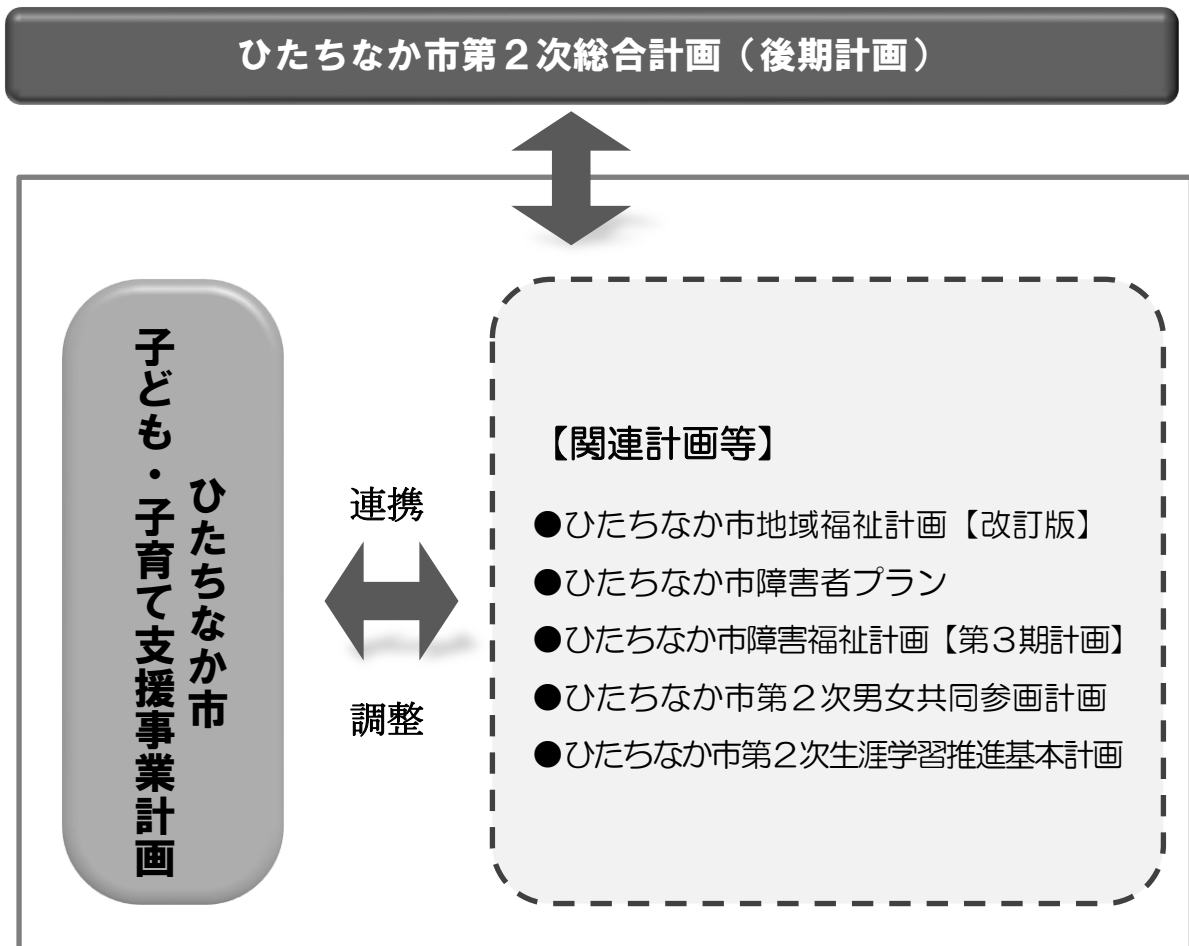 ひたちなか市第２次総合計画（後期計画）
ひたちなか市
子ども・子育て支援事業計画
連携
調整
【関連計画等】
●ひたちなか市地域福祉計画【改訂版】
●ひたちなか市障害者プラン
●ひたちなか市障害福祉計画【第３期計画】
●ひたちなか市第２次男女共同参画計画
●ひたちなか市第２次生涯学習推進基本計画